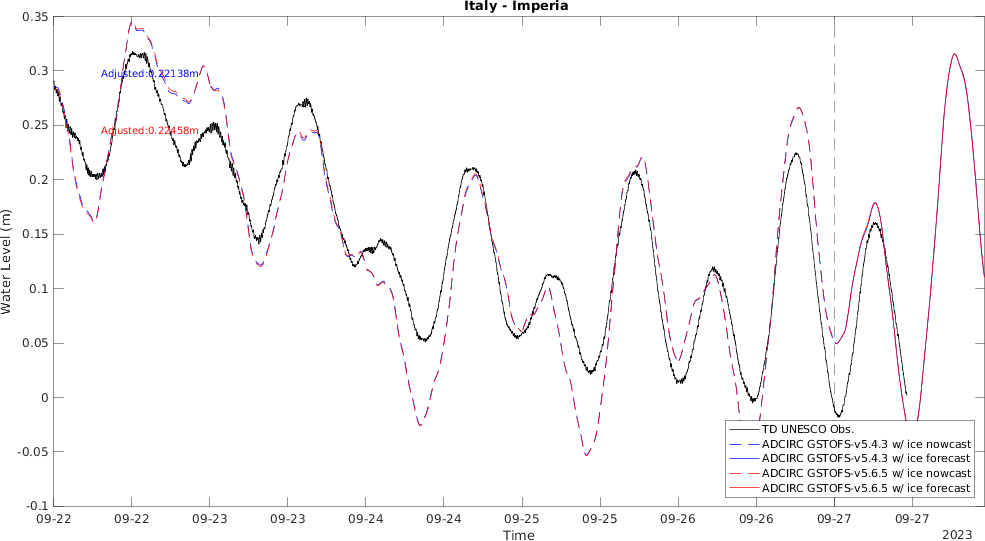 Italy - Imperia
0.35
0.3
0.25
0.2
0.15
0.1
0.05
0
-0.05
-0.1
Water Level (m)
Adjusted:0.22138m
Adjusted:0.22458m
TD UNESCO Obs.
ADCIRC GSTOFS-v5.4.3 w/ ice nowcast
ADCIRC GSTOFS-v5.4.3 w/ ice forecast
ADCIRC GSTOFS-v5.6.5 w/ ice nowcast
ADCIRC GSTOFS-v5.6.5 w/ ice forecast
09-22 09-22 09-23 09-23 09-24 09-24 09-25 09-25 09-26 09-26 09-27 09-27
Time
2023